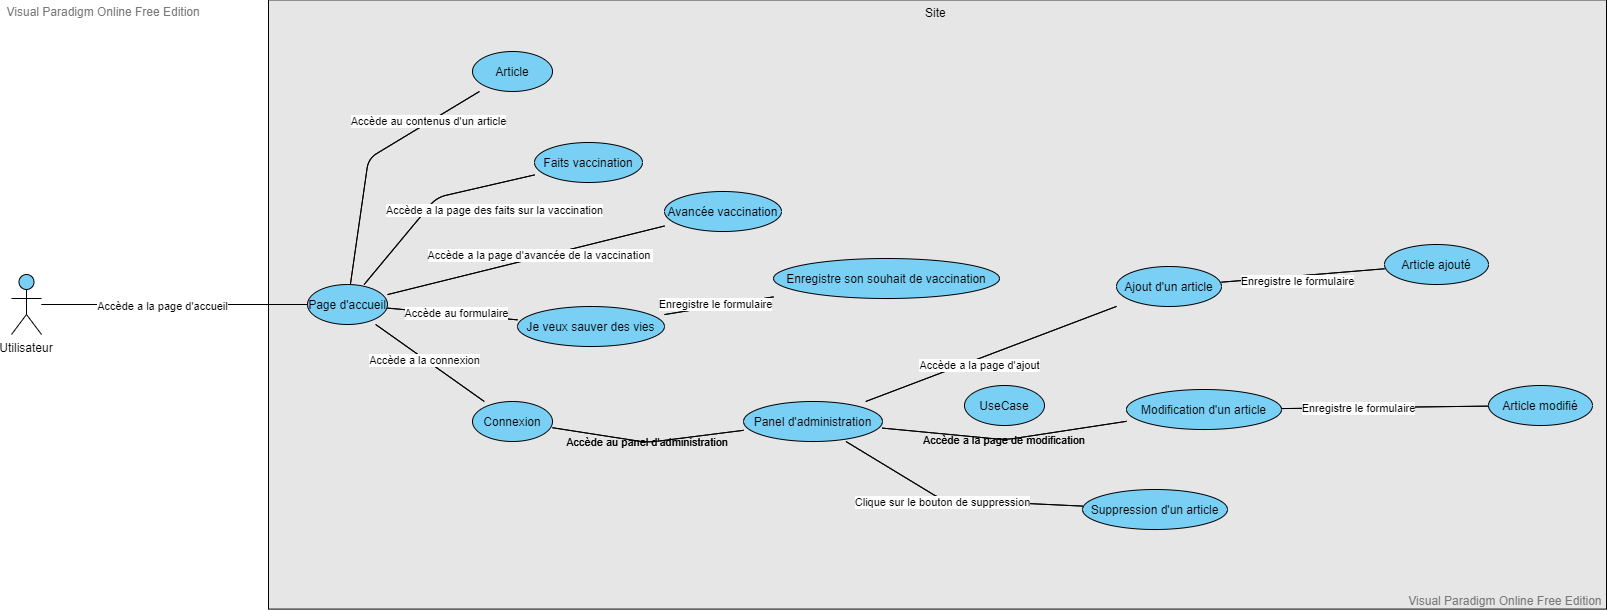 Visual Paradigm Online Free Edition
Site
Article
Accède au contenus d'un article
Faits vaccination
Accède a la page des faits sur la vaccination
Avancée vaccination
Accède a la page d'avancée de la vaccination
Enregistre son souhait de vaccination
Enregistre le formulaire
Ajout d'un article
Enregistre le formulaire
Article ajouté
Accède a la page d'accueil
Page d'accueil
Accède au formulaire
Je veux sauver des vies
Utilisateur
Accède a la connexion
Accède a la page d'ajout
UseCase
Connexion
Accède au panel d'administration
Panel d'administration
Accède a la page de modification
Modification d'un article
Enregistre le formulaire
Article modifié
Clique sur le bouton de suppression
Suppression d'un article
Visual Paradigm Online Free Edition